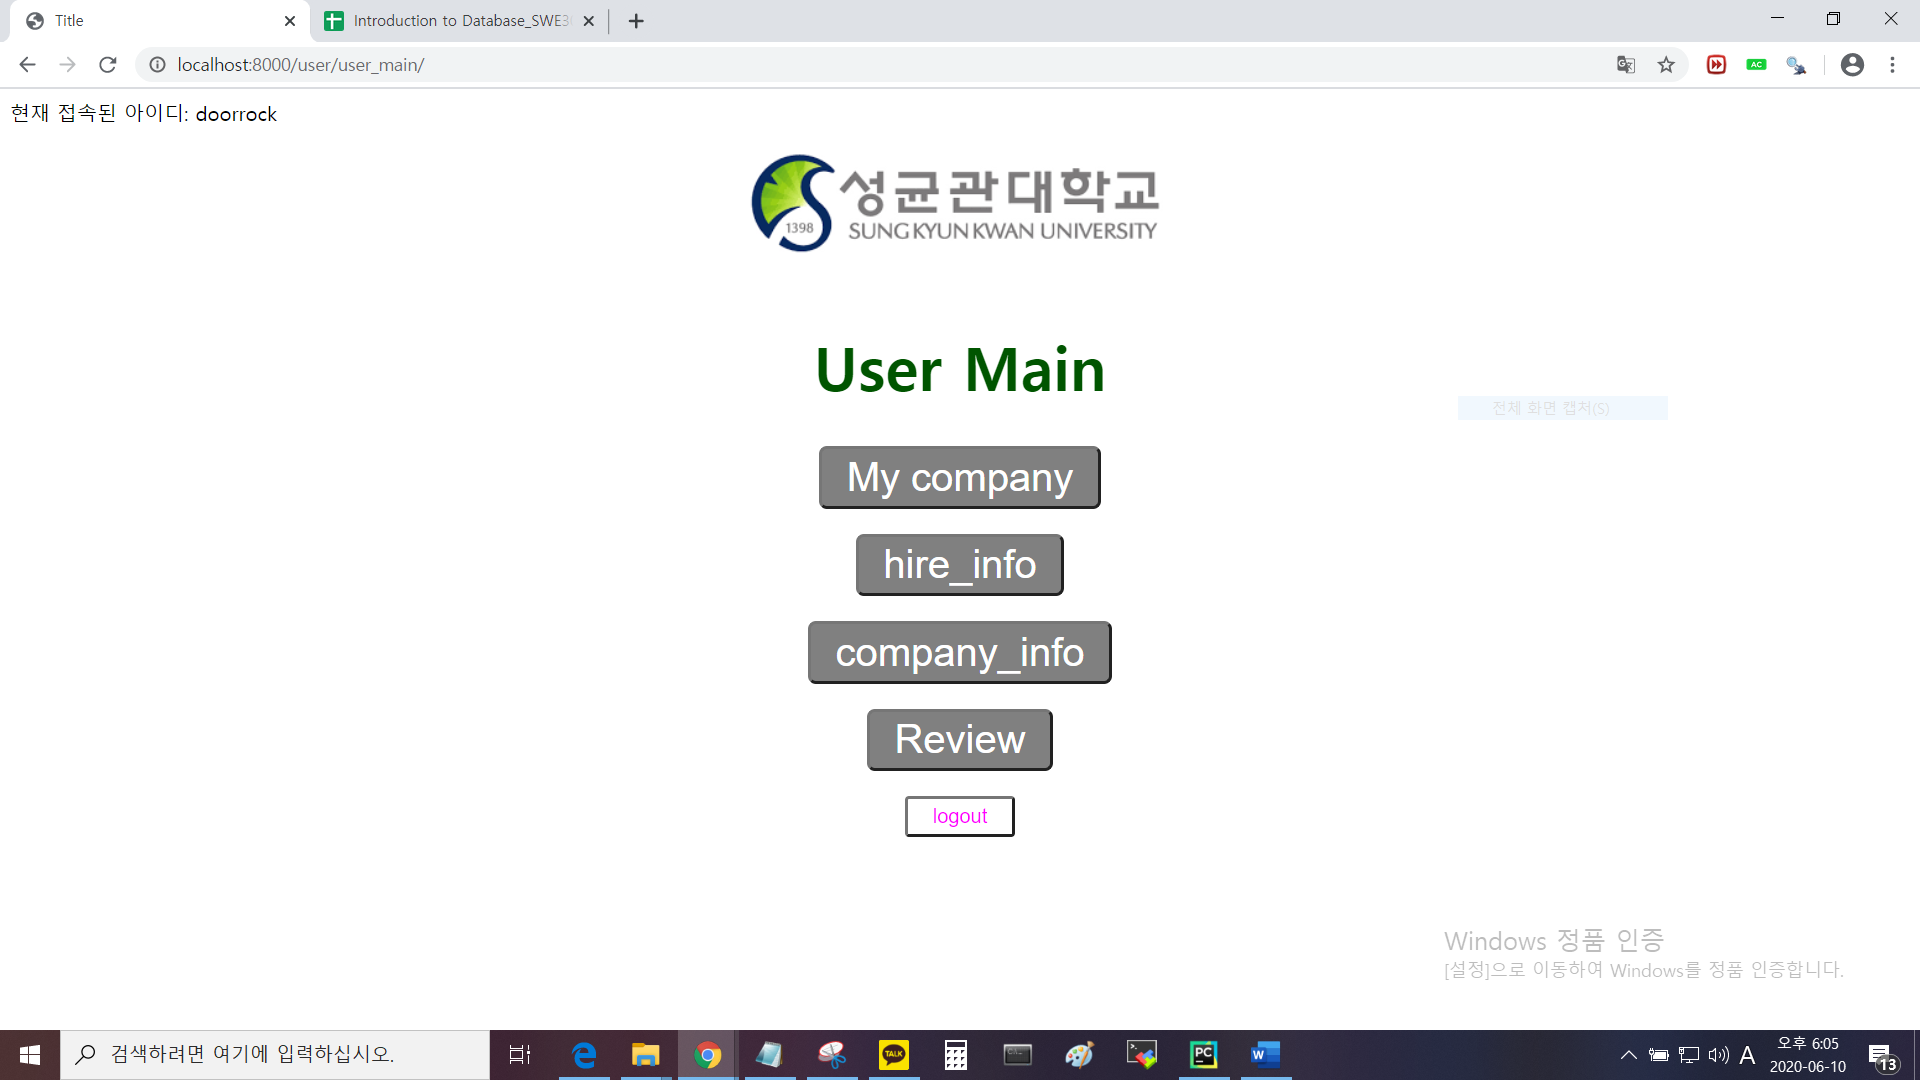 Title
Introduction to Database_SWE3
localhost:8000/user/user_main/
AC
현재 접속된 아이디: doorrock
성균관대학교
1398
SUNG KYUN KWAN UNIVERSITY
User Main
전체 화면 캡처(S)
My company
hire_info
company_info
Review
logout
Windows 정품 인증
[설정]으로 이동하여 Windows를 정품 인증합니다.
검색하려면 여기에 입력하십시오.
TALK
PC
W
A
오후 6:05
2020-06-10
13